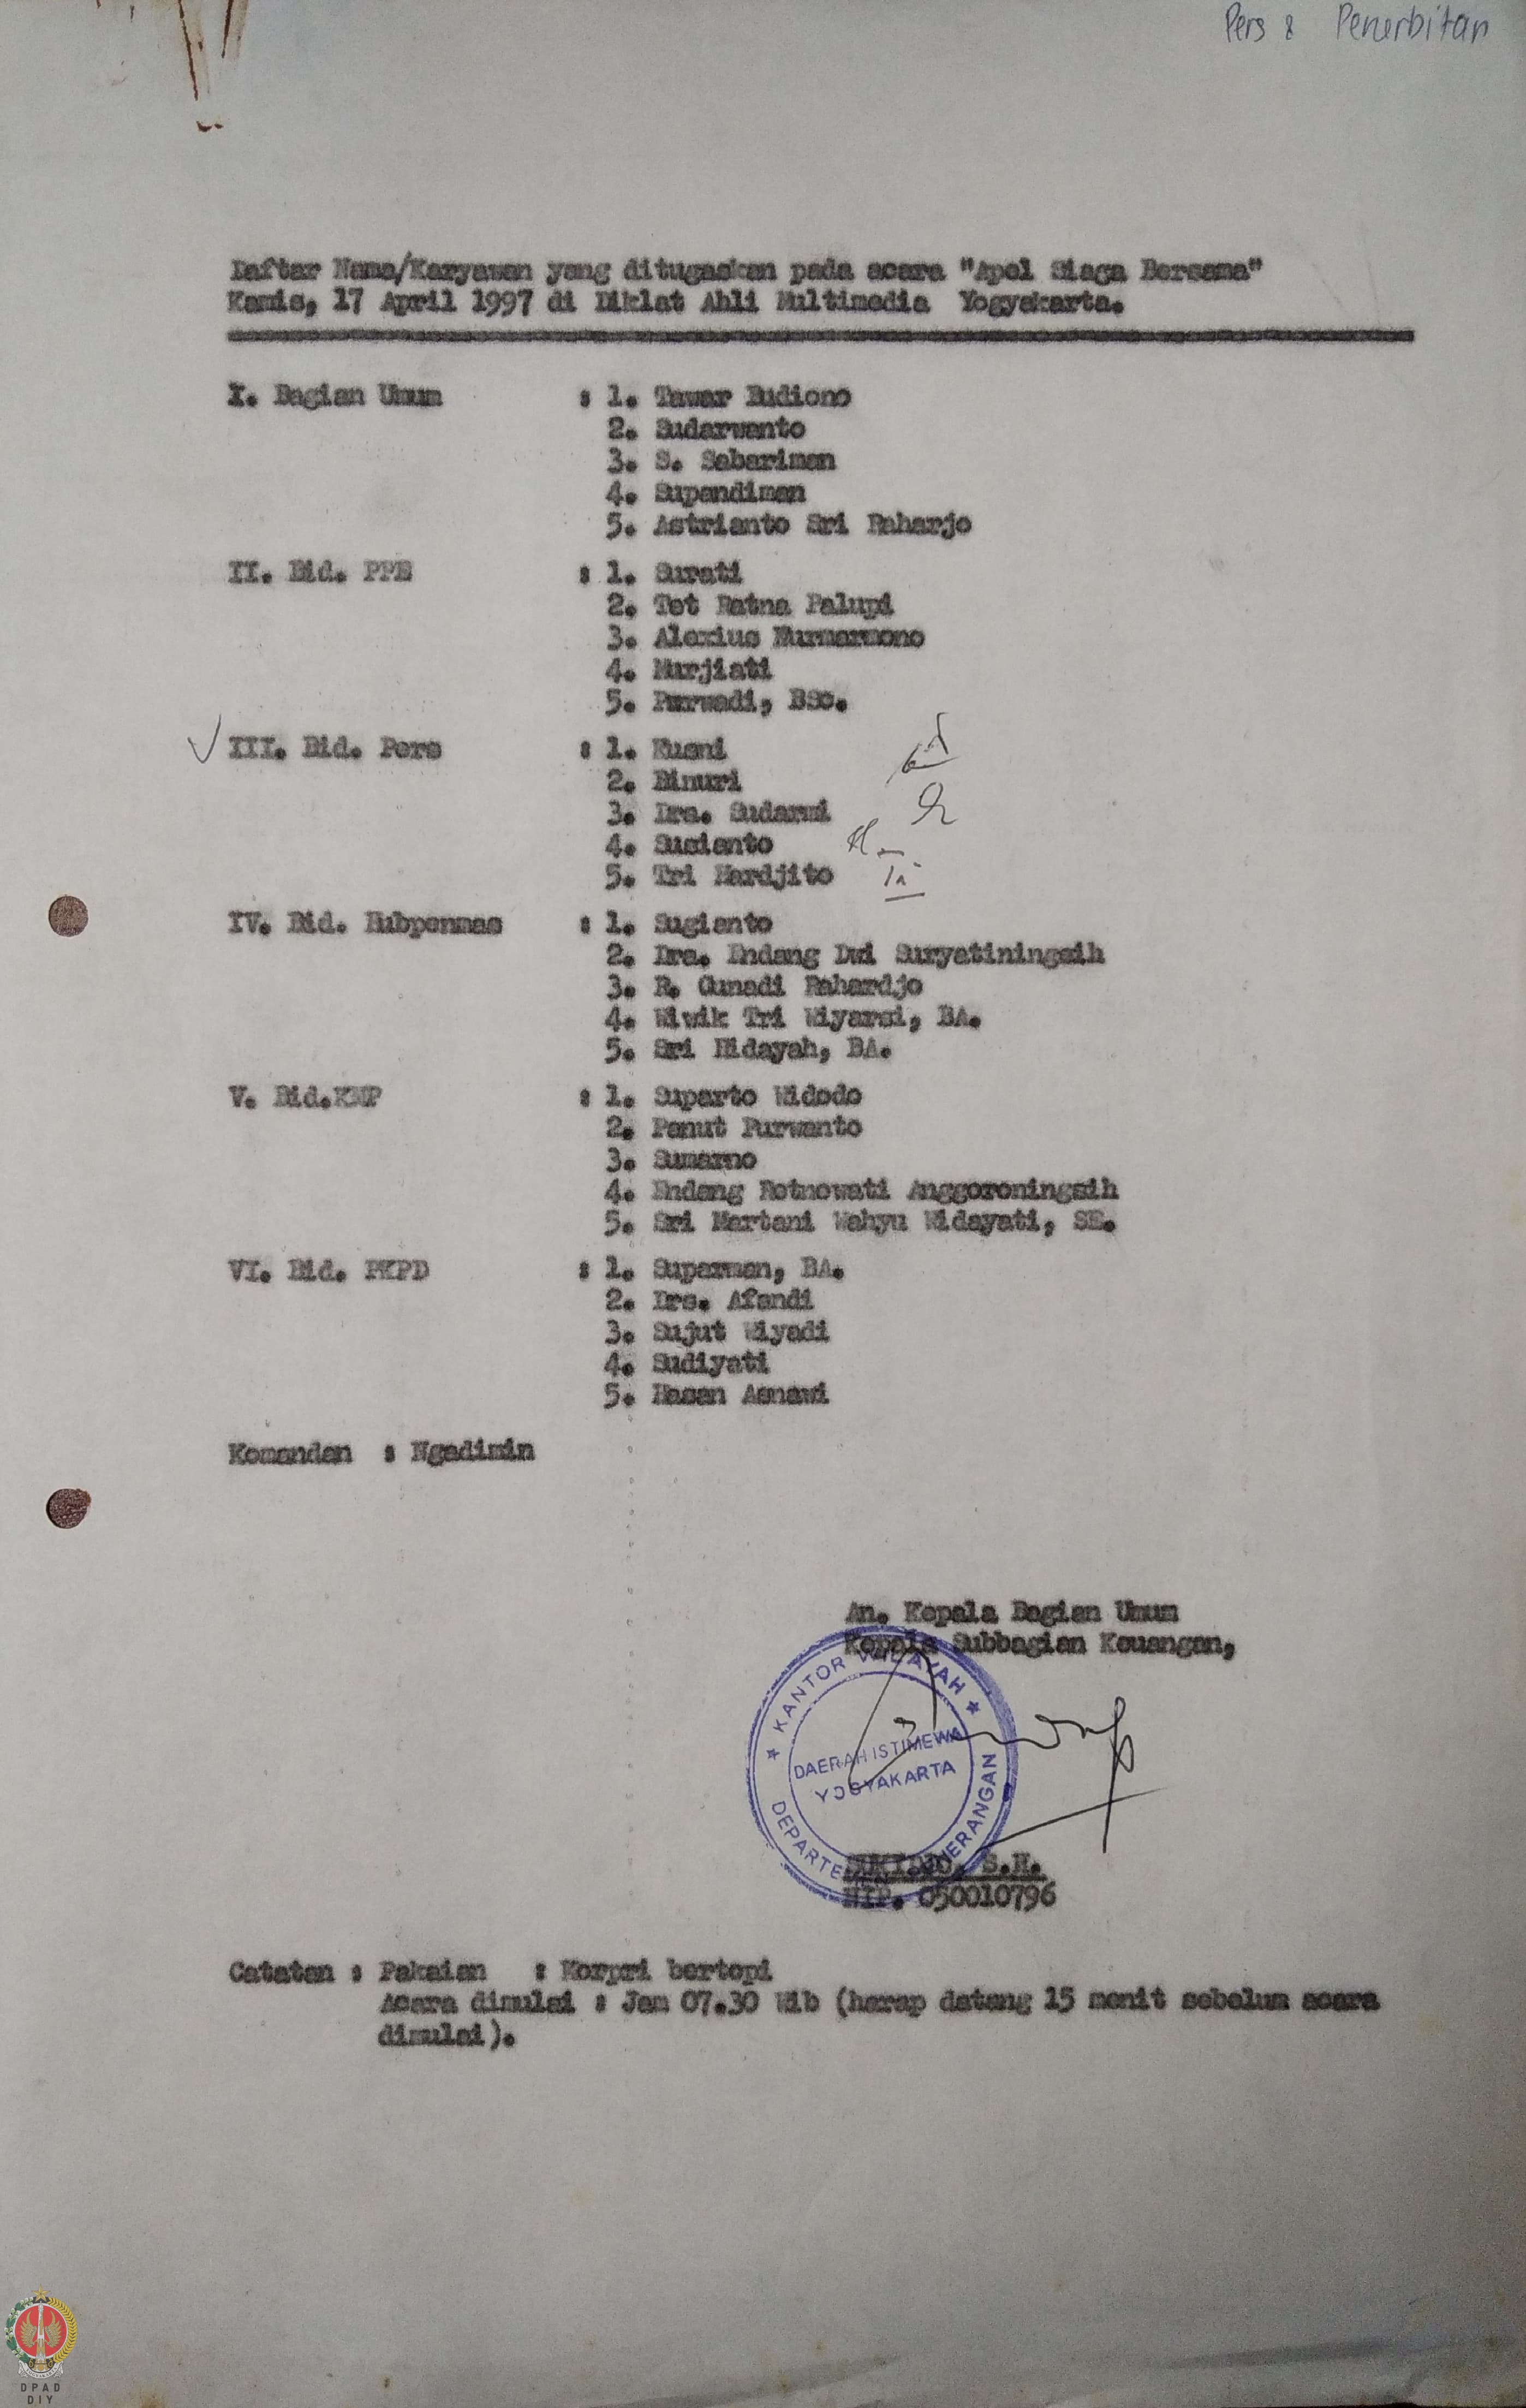 Pers & Penerbitan
Daftar Nama/Karyawan yang ditugaskan pada acara "Apel Siaga Bersama"
Kamis, 17 April 1997 di Diklat Ahli Multimedia Yogyakarta.
I. Bagian Umum : 1. Tawar Budiono
2. Sudarwanto
3. S. Sabariman
4. Supandiman
5. Astrianto Sri Raharjo
II. Bid. PPE : 1. Surati
2. Tet Ratna Palupi
3. Alexius Nurmarmono
4. Murjiati
5. Purwadi, BSc.
III. Bid. Pers : 1. Kusni
2. Binuri
3. Dra. Sudarmi
4. Susianto
5. Tri Hardjito
IV. Bid. Hubpenmas : 1. Sugianto
2. Dra. Endang Dwi Suryatiningsih
3. R. Gunadi Rahardjo
4. Wiwik Tri Wiyarsi, BA.
5. Sri Hidayah, BA.
V. Bid. : 1. Suparto Widodo
2. Panut Purwanto
3. Sumarno
4. Endang Retnowati Anggoroningsih
5. Sri Martani Wahyu Widayati, SE.
VI. Bid. PKPD : 1. Suparman, BA.
2. Drs. Afandi
3. Sujut Wiyadi
4. Sudiyati
5. Hasan Asnawi
Komandan : Ngadimin
An. Kepala Bagian Umum
Kepala Subbagian Keuangan,
KANTOR WILAYAH
DAERAH ISTIMEWA
YOGYAKARTA
DEPARTEMEN PENERANGAN
S.H.
NIP. 050010796
Catatan : Pakaian : Korpri bertopi
Acara dimulai : Jam 07.30 Wib (harap datang 15 menit sebelum acara
dimulai).
DPAD
DIY